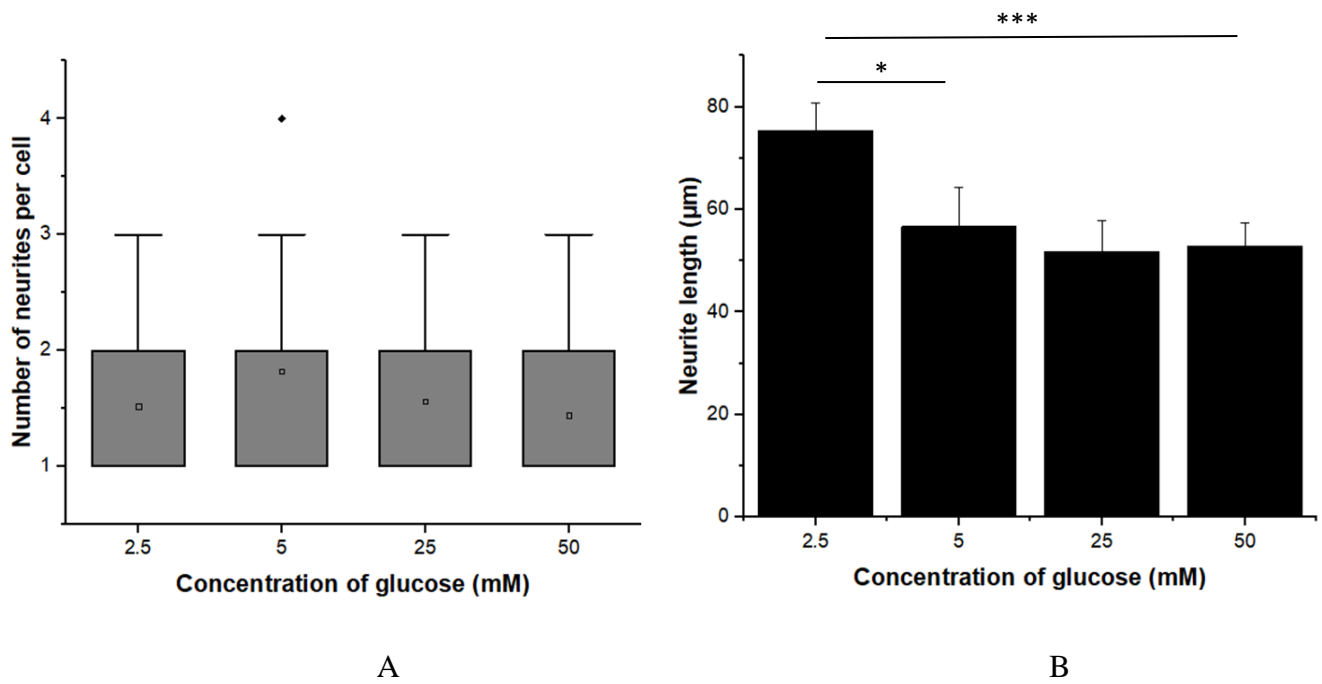 Number of neurites per cell
4
3
2
1
2.5 5 25 50
Concentration of glucose (mM)
A
***
*
Neurite length (µm)
80
60
40
20
0
2.5 5 25 50
Concentration of glucose (mM)
B